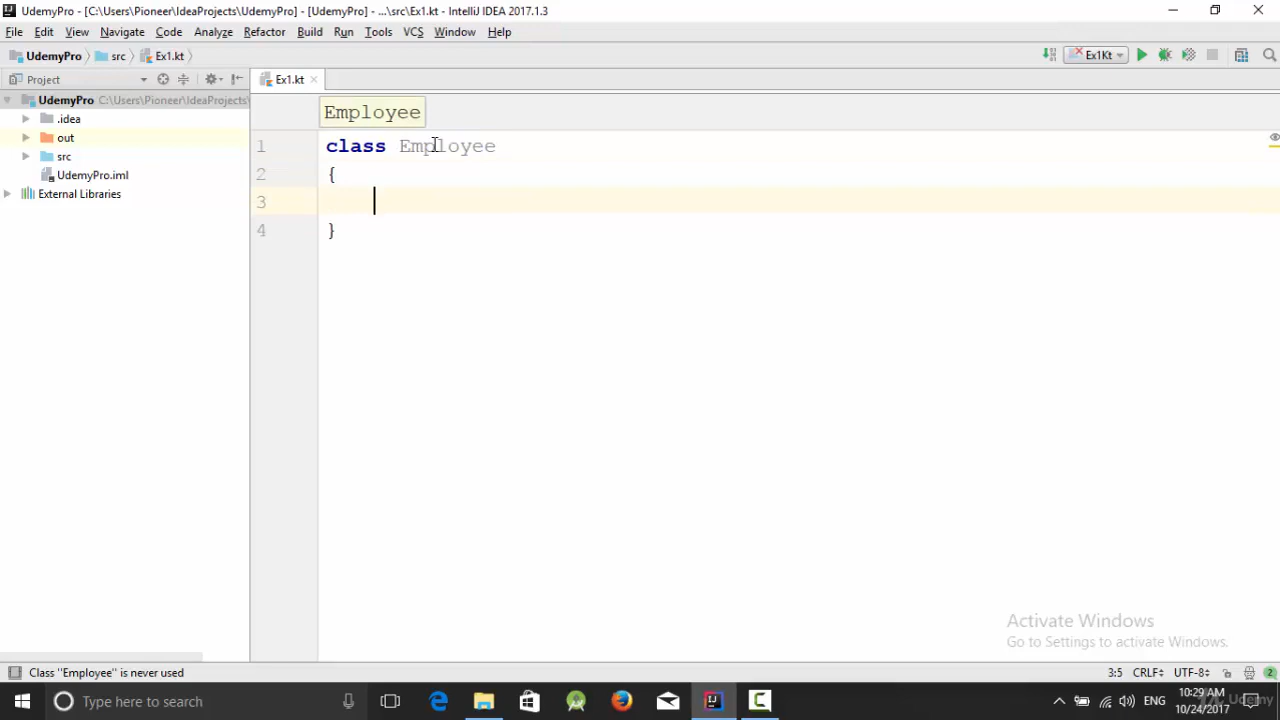 UdemyPro - [C:\Users\Pioneer\IdeaProjects\UdemyPro] - [UdemyPro] - ...\src\Ex1.kt - IntelliJ IDEA 2017.1.3
File Edit View Navigate Code Analyze Refactor Build Run Tools VCS Window Help
UdemyPro src Ex1.kt Ex1Kt
Project Ex1.kt
UdemyPro C:\Users\Pioneer\IdeaProjects\
.idea
out
src
UdemyPro.iml
External Libraries
Employee
1 class Employee
2 {
3
4 }
Activate Windows
Go to Settings to activate Windows.
Class "Employee" is never used 3:5 CRLF UTF-8 2
Type here to search ENG 10:29 AM
10/24/2017
Udemy